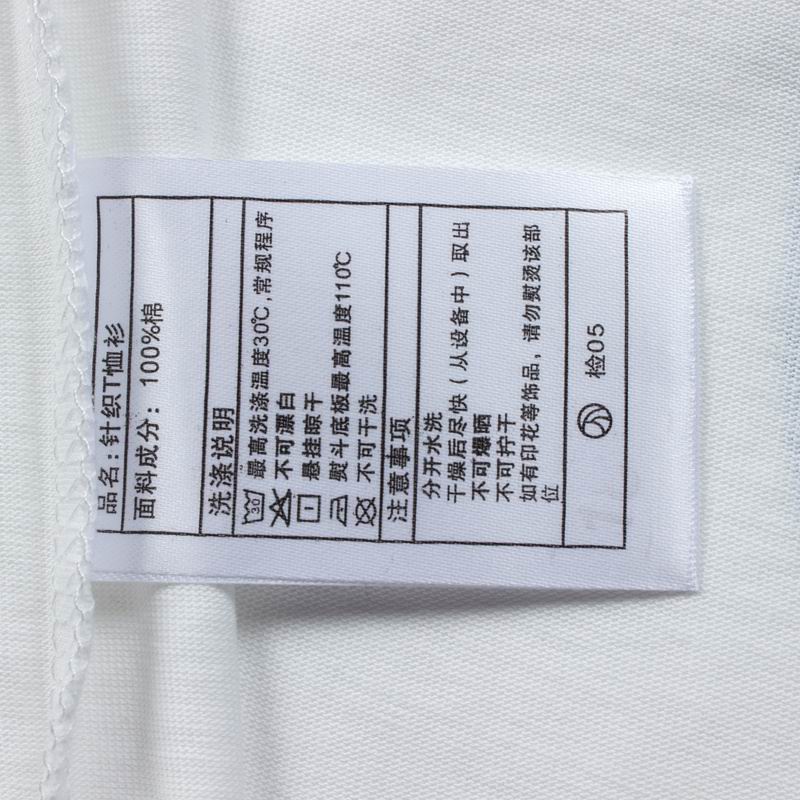 品名：针织T恤衫
面料成分：100%棉
洗涤说明
30 最高洗涤温度30℃,常规程序
不可漂白
悬挂晾干
熨斗底板最高温度110℃
不可干洗
注意事项
分开水洗
干燥后尽快(从设备中)取出
不可爆晒
不可拧干
如有印花等饰品，请勿熨烫该部
位
检05